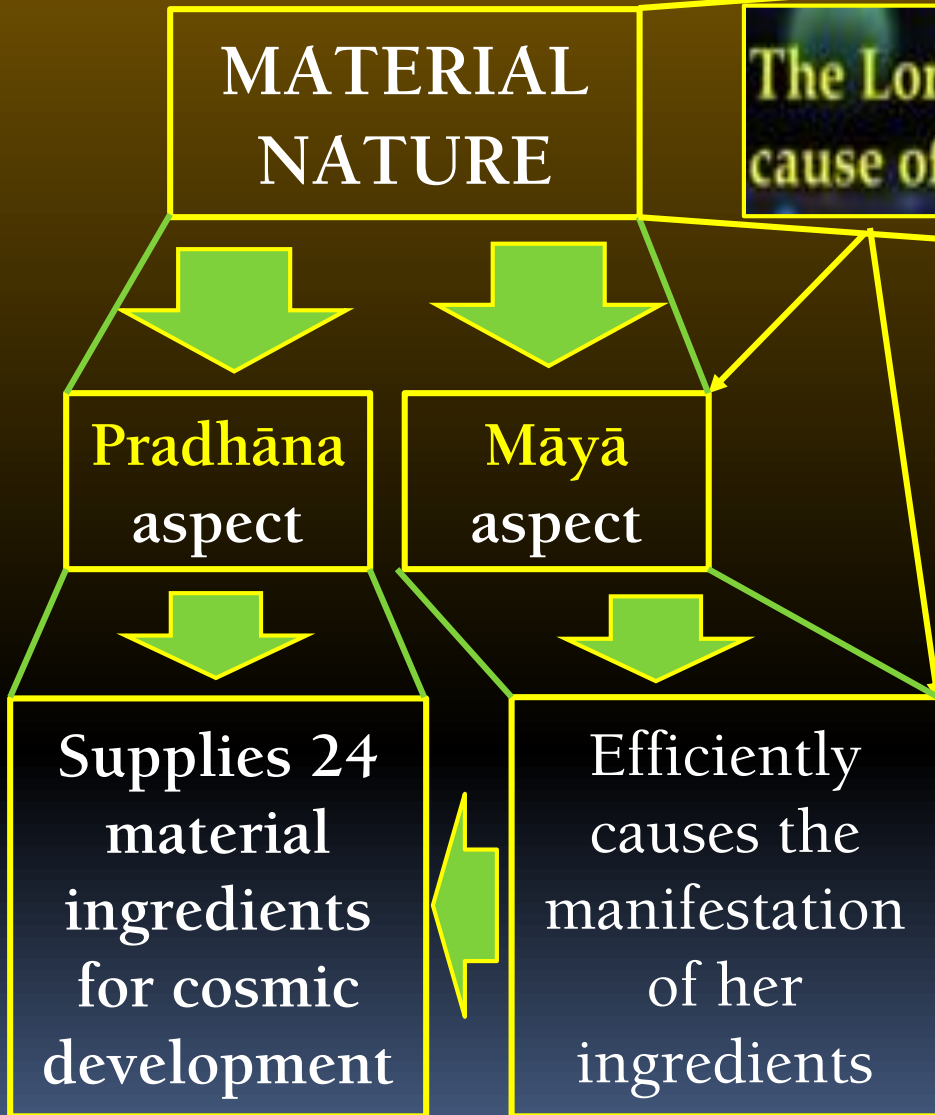 MATERIAL
NATURE
The Lor
cause of
Pradhāna
aspect
Māyā
aspect
Supplies 24
material
ingredients
for cosmic
development
Efficiently
causes the
manifestation
of her
ingredients